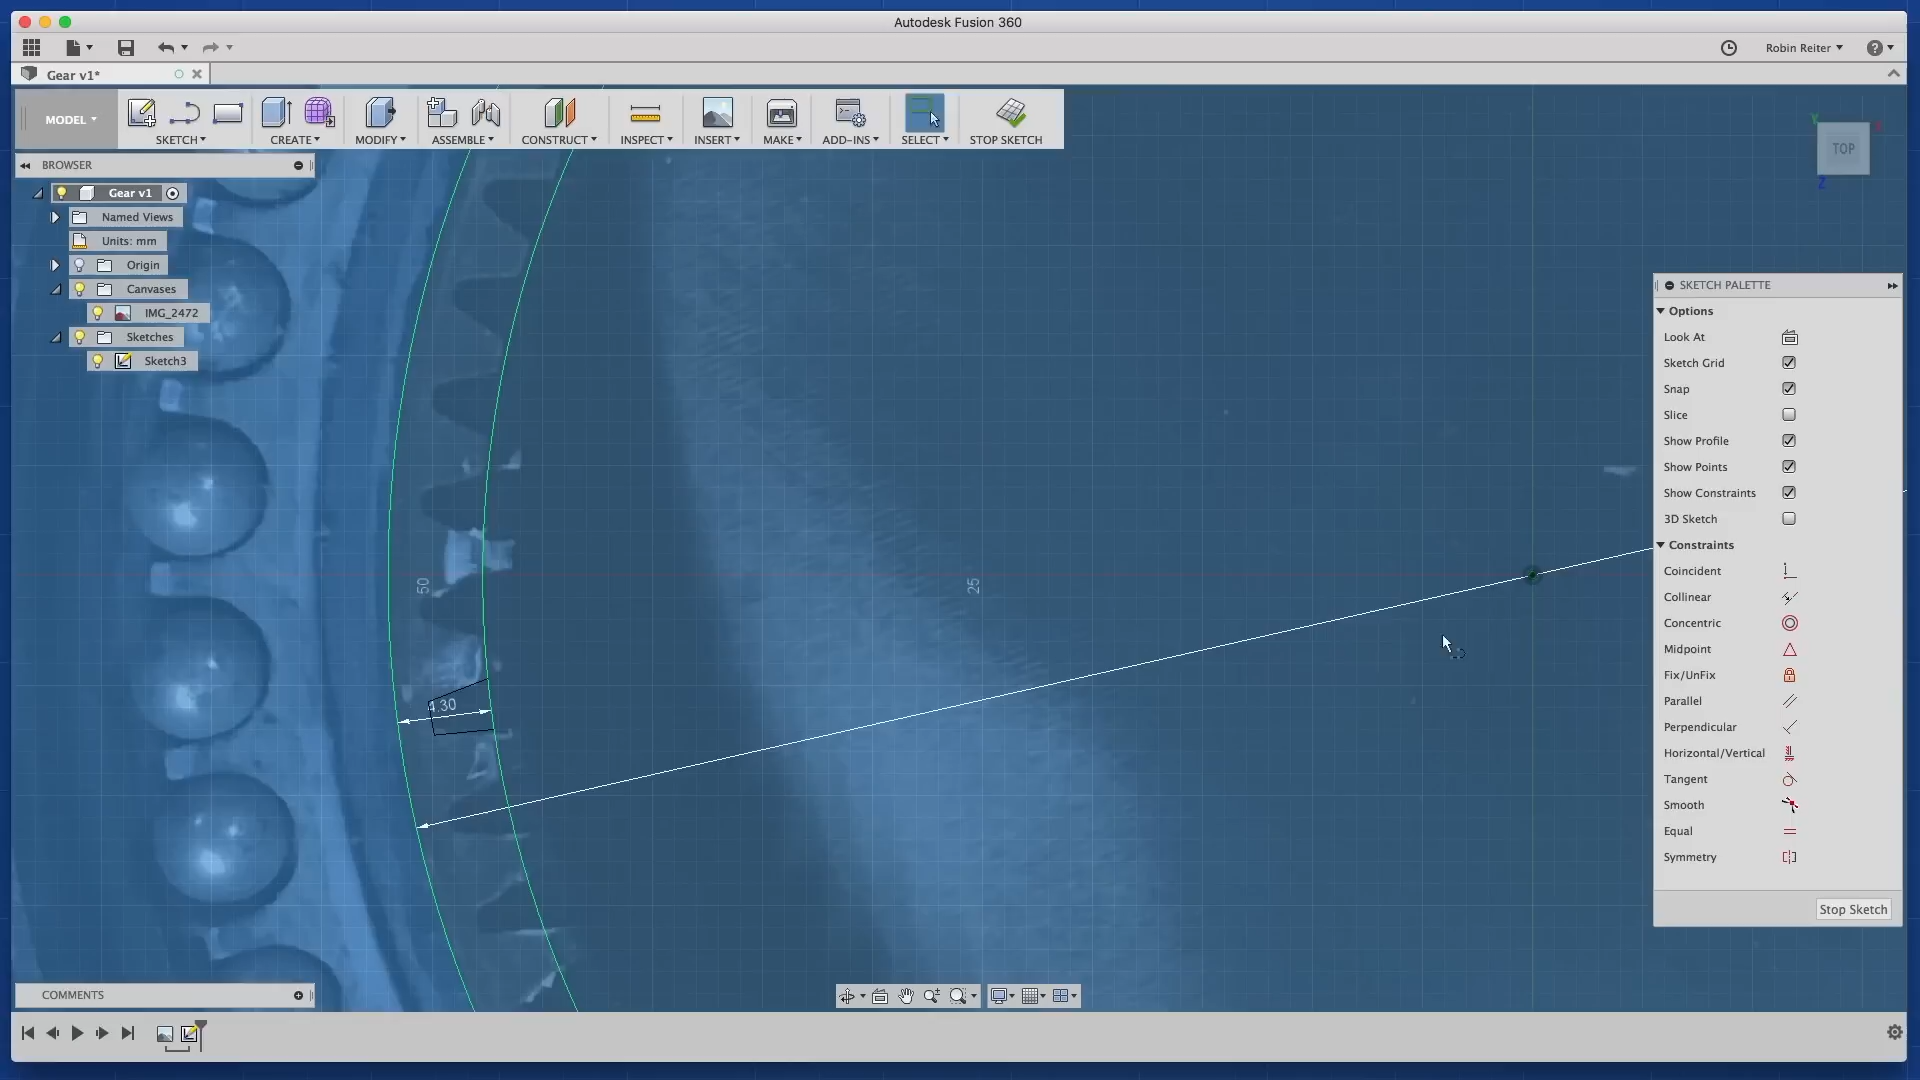 Autodesk Fusion 360
Robin Reiter
Gear v1*
MODEL
SKETCH
CREATE
MODIFY
ASSEMBLE
CONSTRUCT
INSPECT
INSERT
MAKE
ADD-INS
SELECT
STOP SKETCH
Y
X
TOP
Z
BROWSER
Gear v1
Named Views
Units: mm
Origin
Canvases
IMG_2472
Sketches
Sketch3
SKETCH PALETTE
Options
Look At
Sketch Grid
Snap
Slice
Show Profile
Show Points
Show Constraints
3D Sketch
Constraints
Coincident
Collinear
Concentric
Midpoint
Fix/UnFix
Parallel
Perpendicular
Horizontal/Vertical
Tangent
Smooth
Equal
Symmetry
Stop Sketch
50
25
4.30
COMMENTS